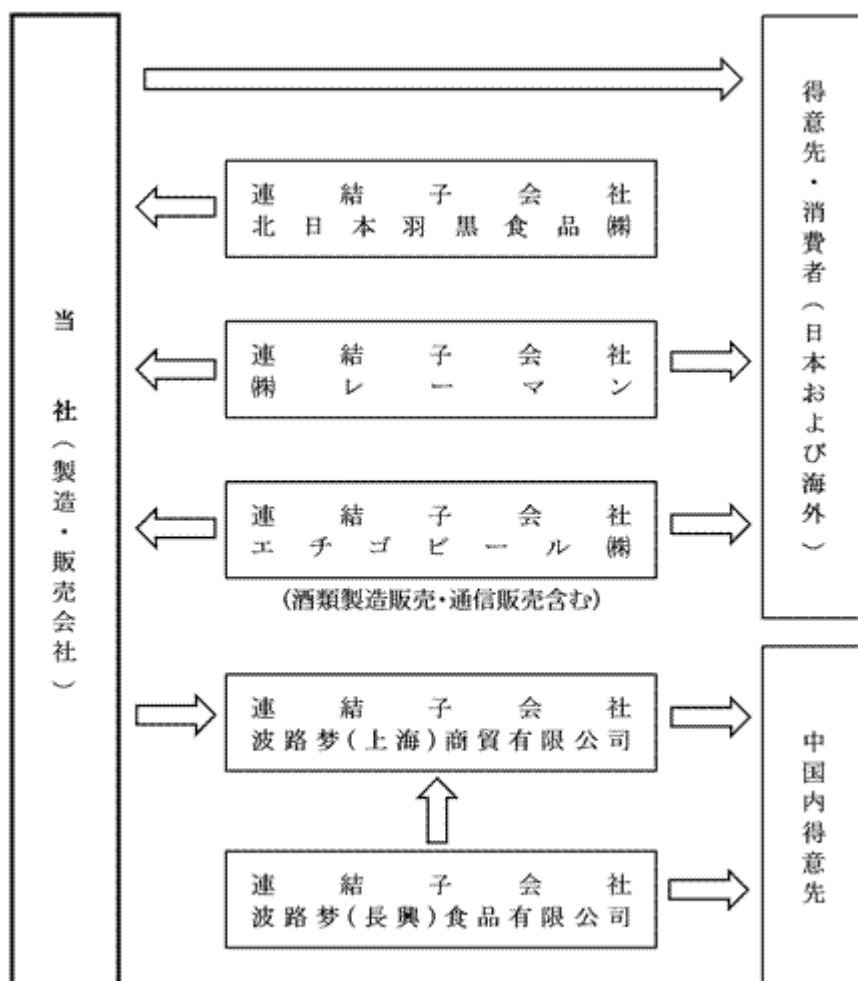 当社(製造・販売会社)
連結子会社
北日本羽黒食品㈱
連結子会社
㈱レーマン
連結子会社
エチゴビール㈱
(酒類製造販売・通信販売含む)
連結子会社
波路梦(上海)商貿有限公司
連結子会社
波路梦(長興)食品有限公司
得意先・消費者(日本および海外)
中国内得意先